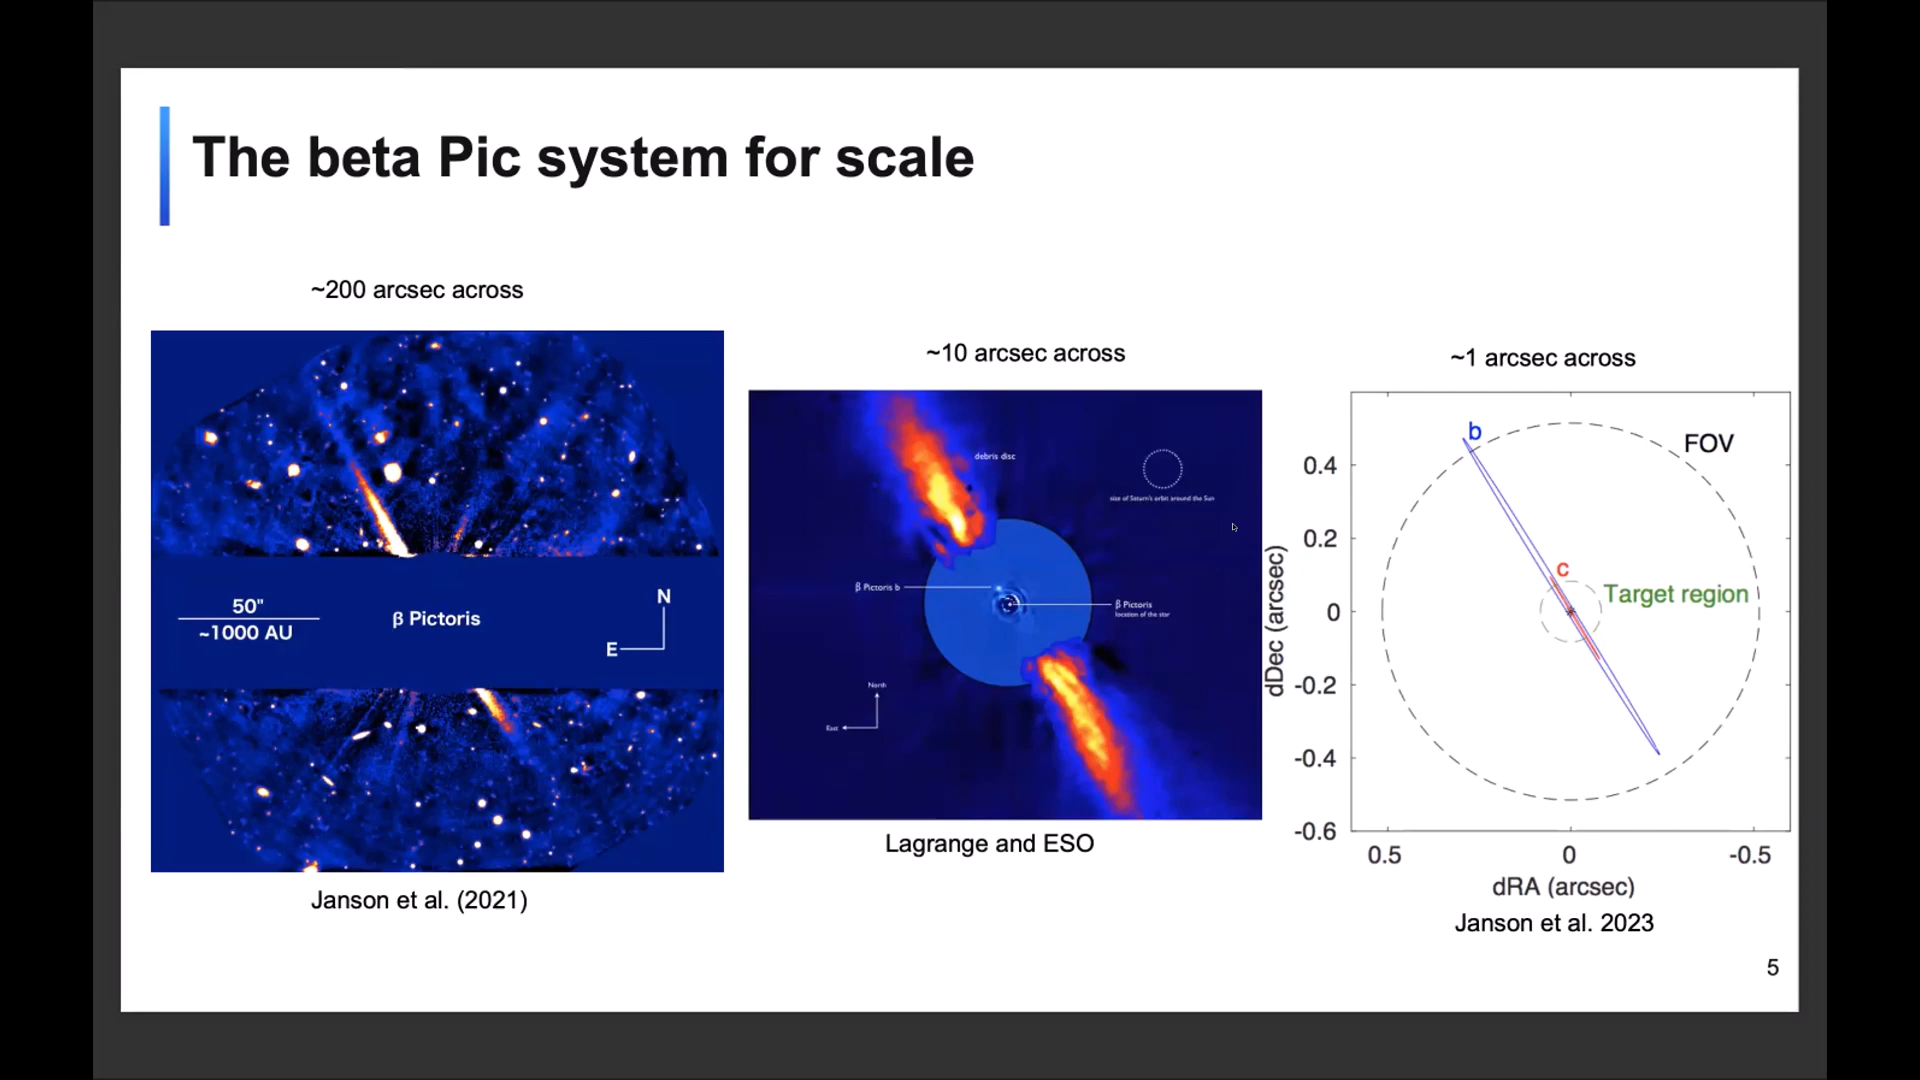 The beta Pic system for scale
~200 arcsec across
50"
~1000 AU
β Pictoris
N
E
Janson et al. (2021)
~10 arcsec across
debris disc
size of Saturn's orbit around the Sun
β Pictoris b
β Pictoris
location of the star
North
East
Lagrange and ESO
~1 arcsec across
b
FOV
c
Target region
dDec (arcsec)
0.4
0.2
0
-0.2
-0.4
-0.6
0.5
0
-0.5
dRA (arcsec)
Janson et al. 2023
5